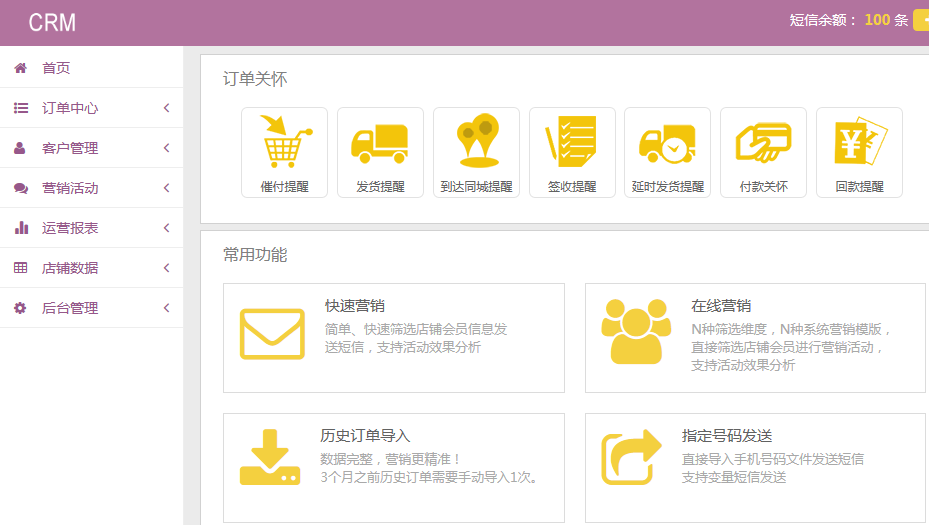 CRM
短信余额： 100 条
首页
订单中心
客户管理
营销活动
运营报表
店铺数据
后台管理
订单关怀
催付提醒
发货提醒
到达同城提醒
签收提醒
延时发货提醒
付款关怀
回款提醒
常用功能
快速营销
简单、快速筛选店铺会员信息发
送短信，支持活动效果分析
在线营销
N种筛选维度，N种系统营销模版，
直接筛选店铺会员进行营销活动，
支持活动效果分析
历史订单导入
数据完整，营销更精准！
3个月之前历史订单需要手动导入1次。
指定号码发送
直接导入手机号码文件发送短信
支持变量短信发送